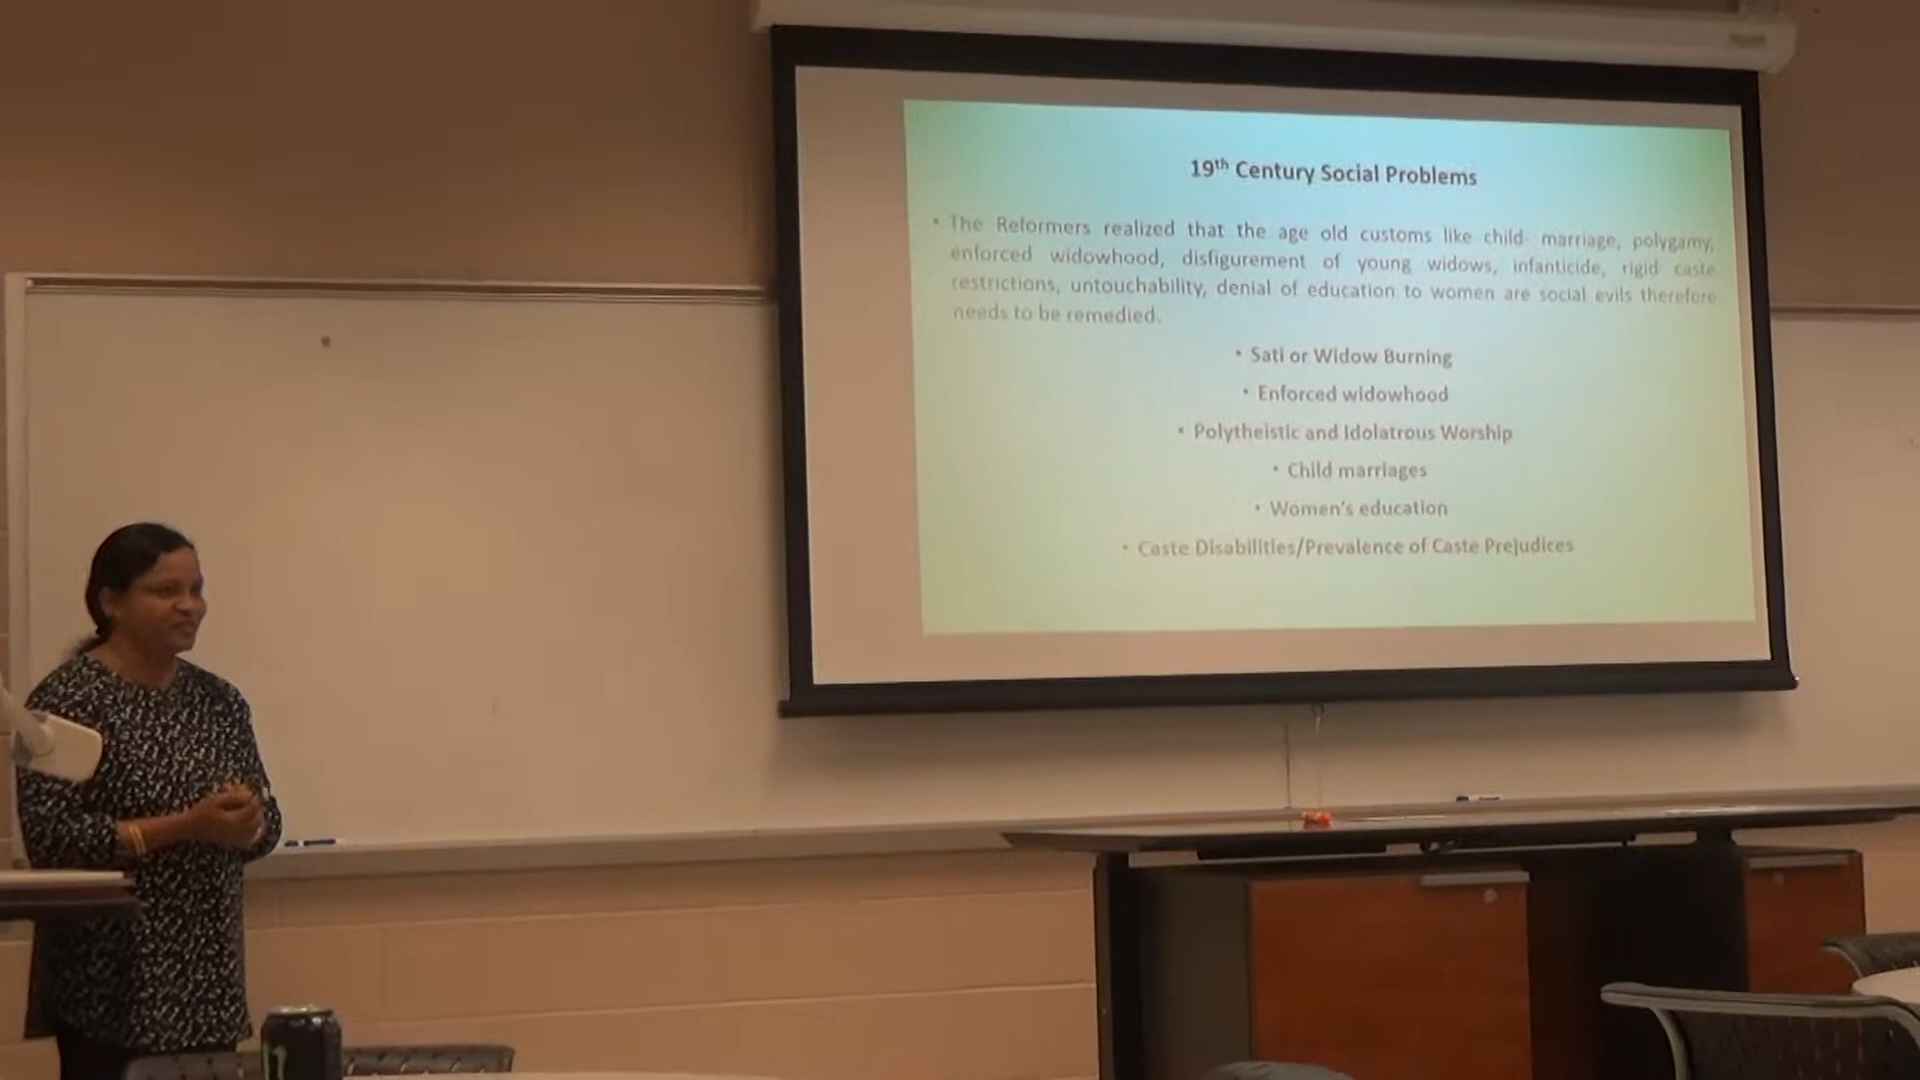 19th Century Social Problems
• The Reformers realized that the age old customs like child- marriage, polygamy,
enforced widowhood, disfigurement of young widows, infanticide, rigid caste
restrictions, untouchability, denial of education to women are social evils therefore
needs to be remedied.
• Sati or Widow Burning
• Enforced widowhood
• Polytheistic and Idolatrous Worship
• Child marriages
• Women's education
• Caste Disabilities/Prevalence of Caste Prejudices